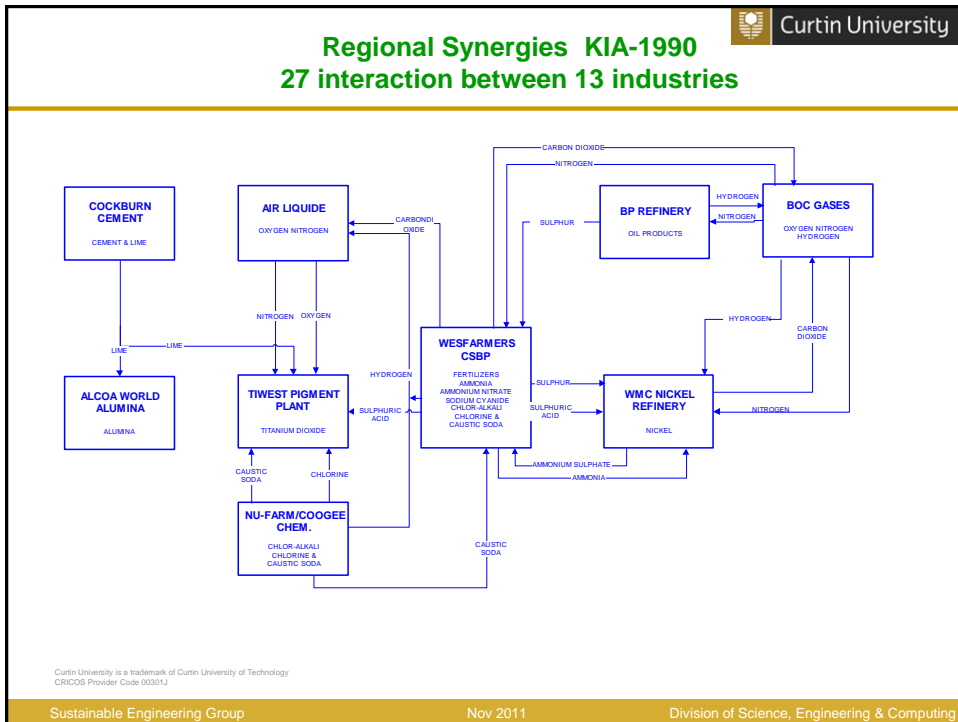 Curtin University
Regional Synergies KIA-1990
27 interaction between 13 industries
CARBON DIOXIDE
NITROGEN
COCKBURN
CEMENT
CEMENT & LIME
AIR LIQUIDE
OXYGEN NITROGEN
CARBONDI
OXIDE
SULPHUR
BP REFINERY
OIL PRODUCTS
HYDROGEN
NITROGEN
BOC GASES
OXYGEN NITROGEN
HYDROGEN
NITROGEN
OXYGEN
HYDROGEN
CARBON
DIOXIDE
LIME
LIME
ALCOA WORLD
ALUMINA
ALUMINA
TIWEST PIGMENT
PLANT
TITANIUM DIOXIDE
HYDROGEN
SULPHURIC
ACID
WESFARMERS
CSBP
FERTILIZERS
AMMONIA
AMMONIUM NITRATE
SODIUM CYANIDE
CHLOR-ALKALI
CHLORINE &
CAUSTIC SODA
SULPHUR
SULPHURIC
ACID
WMC NICKEL
REFINERY
NICKEL
NITROGEN
AMMONIUM SULPHATE
AMMONIA
CAUSTIC
SODA
CHLORINE
NU-FARM/COOGEE
CHEM.
CHLOR-ALKALI
CHLORINE &
CAUSTIC SODA
CAUSTIC
SODA
Curtin University is a trademark of Curtin University of Technology
CRICOS Provider Code 00301J
Sustainable Engineering Group
Nov 2011
Division of Science, Engineering & Computing